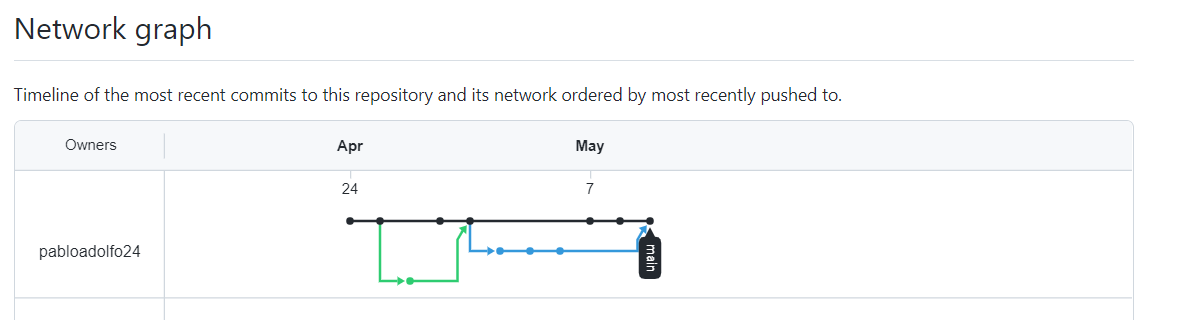 Network graph
Timeline of the most recent commits to this repository and its network ordered by most recently pushed to.
Owners Apr May
24 7
pabloadolfo24
main